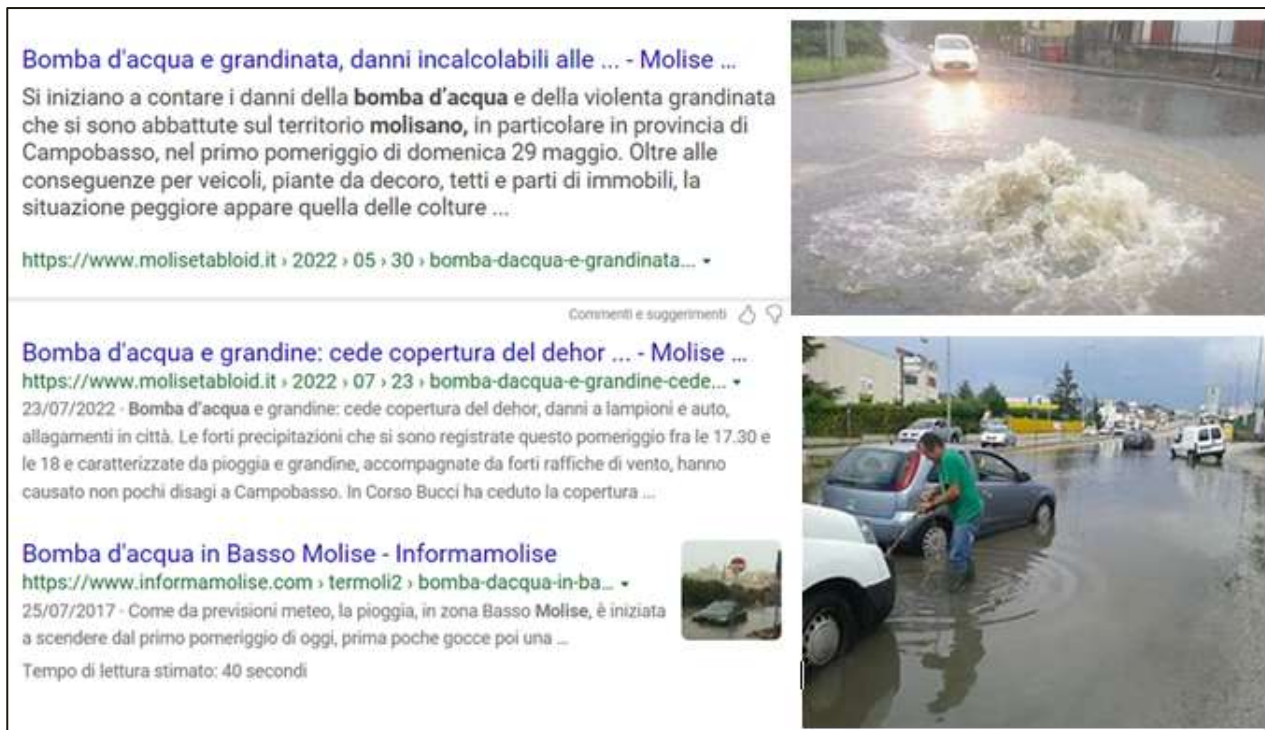 Bomba d'acqua e grandinata, danni incalcolabili alle ... - Molise ...
Si iniziano a contare i danni della bomba d'acqua e della violenta grandinata
che si sono abbattute sul territorio molisano, in particolare in provincia di
Campobasso, nel primo pomeriggio di domenica 29 maggio. Oltre alle
conseguenze per veicoli, piante da decoro, tetti e parti di immobili, la
situazione peggiore appare quella delle colture ...
https://www.molisetabloid.it › 2022 › 05 › 30 › bomba-dacqua-e-grandinata...
Commenti e suggerimenti
Bomba d'acqua e grandine: cede copertura del dehor ... - Molise ...
https://www.molisetabloid.it › 2022 › 07 › 23 › bomba-dacqua-e-grandine-cede...
23/07/2022 · Bomba d'acqua e grandine: cede copertura del dehor, danni a lampioni e auto,
allagamenti in città. Le forti precipitazioni che si sono registrate questo pomeriggio fra le 17.30 e
le 18 e caratterizzate da pioggia e grandine, accompagnate da forti raffiche di vento, hanno
causato non pochi disagi a Campobasso. In Corso Bucci ha ceduto la copertura ...
Bomba d'acqua in Basso Molise - Informamolise
https://www.informamolise.com › termoli2 › bomba-dacqua-in-ba...
25/07/2017 · Come da previsioni meteo, la pioggia, in zona Basso Molise, è iniziata
a scendere dal primo pomeriggio di oggi, prima poche gocce poi una ...
Tempo di lettura stimato: 40 secondi